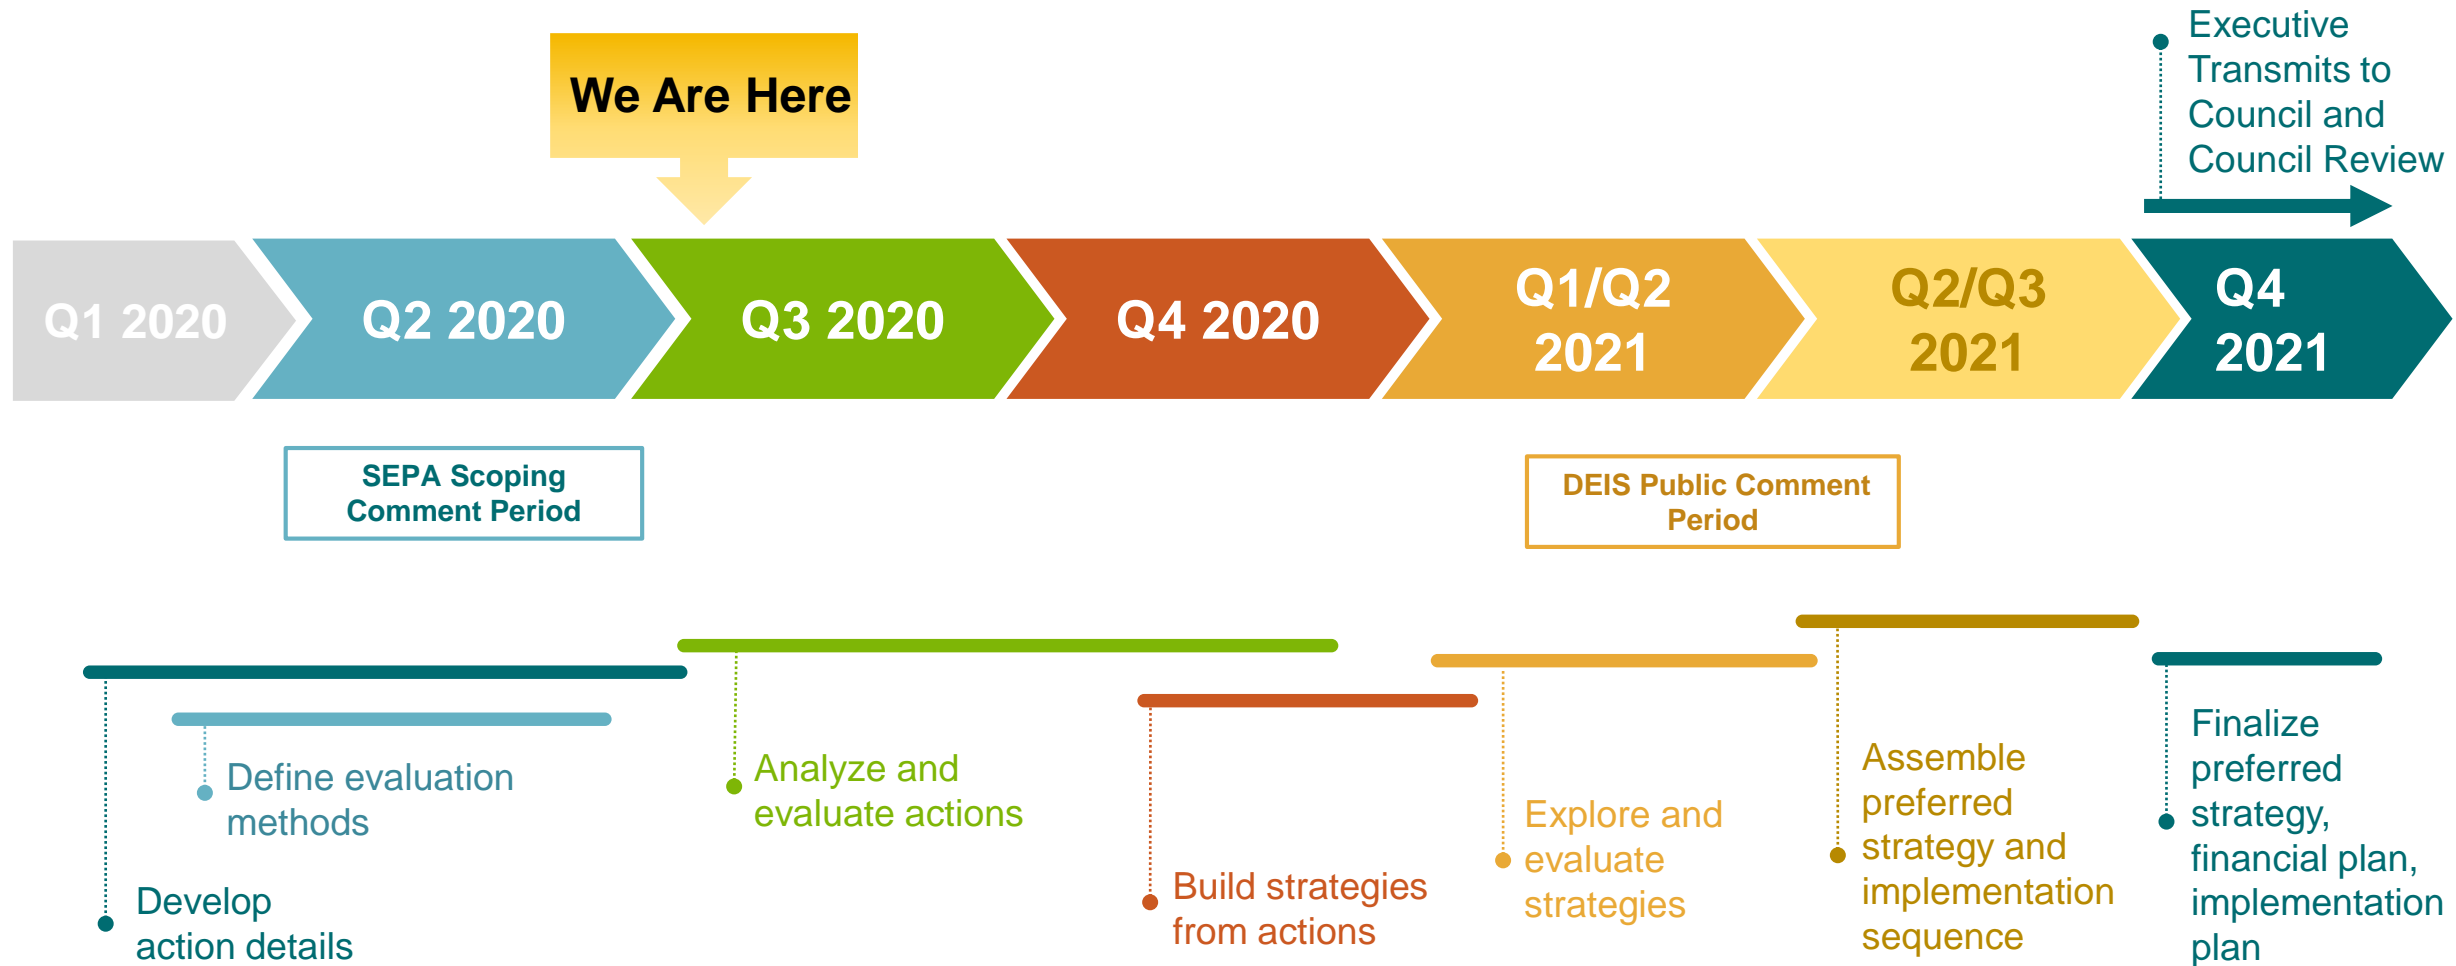 Executive
Transmits to
Council and
Council Review
We Are Here
Q1 2020
Q2 2020
Q3 2020
Q4 2020
Q1/Q2
2021
Q2/Q3
2021
Q4
2021
SEPA Scoping
Comment Period
DEIS Public Comment
Period
Develop
action details
Define evaluation
methods
Analyze and
evaluate actions
Build strategies
from actions
Explore and
evaluate
strategies
Assemble
preferred
strategy and
implementation
sequence
Finalize
preferred
strategy,
financial plan,
implementation
plan